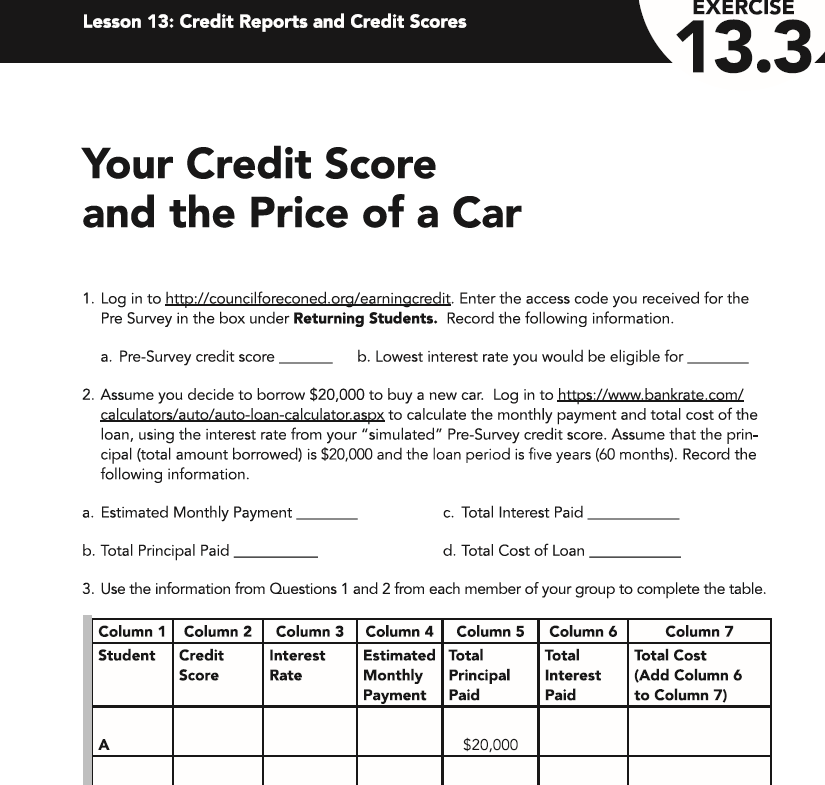 Lesson 13: Credit Reports and Credit Scores
EXERCISE
13.3
Your Credit Score
and the Price of a Car
1. Log in to http://councilforeconed.org/earningcredit. Enter the access code you received for the
Pre Survey in the box under Returning Students. Record the following information.
a. Pre-Survey credit score ______ b. Lowest interest rate you would be eligible for _______
2. Assume you decide to borrow $20,000 to buy a new car. Log in to https://www.bankrate.com/
calculators/auto/auto-loan-calculator.aspx to calculate the monthly payment and total cost of the
loan, using the interest rate from your “simulated” Pre-Survey credit score. Assume that the prin-
cipal (total amount borrowed) is $20,000 and the loan period is five years (60 months). Record the
following information.
a. Estimated Monthly Payment _______ c. Total Interest Paid ___________
b. Total Principal Paid __________ d. Total Cost of Loan ___________
3. Use the information from Questions 1 and 2 from each member of your group to complete the table.
Column 1 Column 2 Column 3 Column 4 Column 5 Column 6 Column 7
Student Credit Interest Estimated Total Total Total Cost
Score Rate Monthly Principal Interest (Add Column 6
Payment Paid Paid to Column 7)
A $20,000